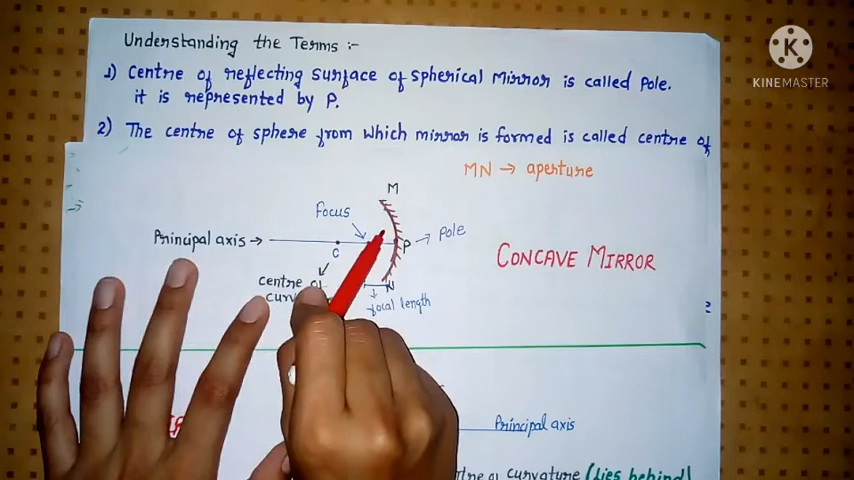 Understanding the Terms :-
1) Centre of reflecting surface of spherical Mirror is called Pole.
it is represented by P.
2) The centre of sphere from which mirror is formed is called centre of
MN → aperture
M
Focus
Principal axis →
C
P → Pole
CONCAVE MIRROR
centre of
N
focal length
Principal axis
of curvature (lies behind)
K
KINEMASTER